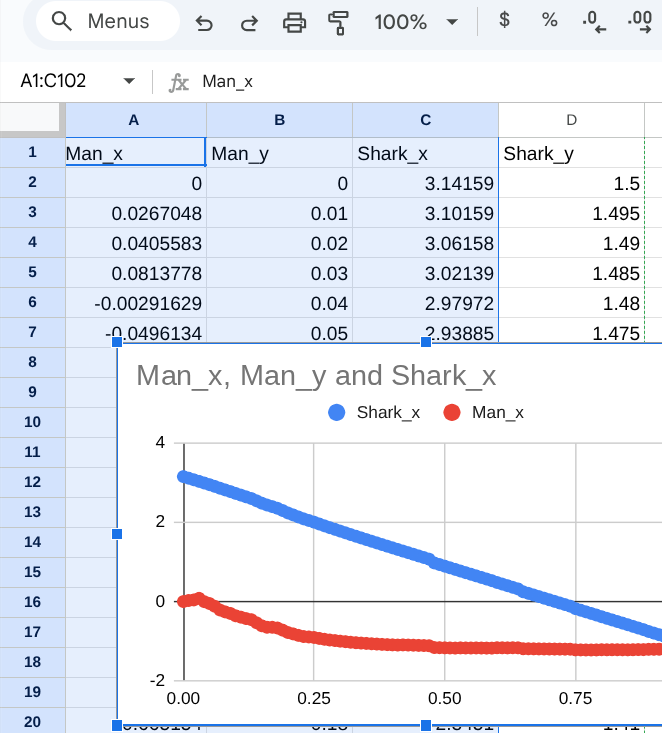 Menus 100% $ % .0 .00
A1:C102 fx Man_x
A B C D
1 Man_x Man_y Shark_x Shark_y
2 0 0 3.14159 1.5
3 0.0267048 0.01 3.10159 1.495
4 0.0405583 0.02 3.06158 1.49
5 0.0813778 0.03 3.02139 1.485
6 -0.00291629 0.04 2.97972 1.48
7 -0.0496134 0.05 2.93885 1.475
8
Man_x, Man_y and Shark_x
9
10
Shark_x Man_x
11
4
12
13
2
14
15
0
16
17
18
-2
19
0.00 0.25 0.50 0.75
20